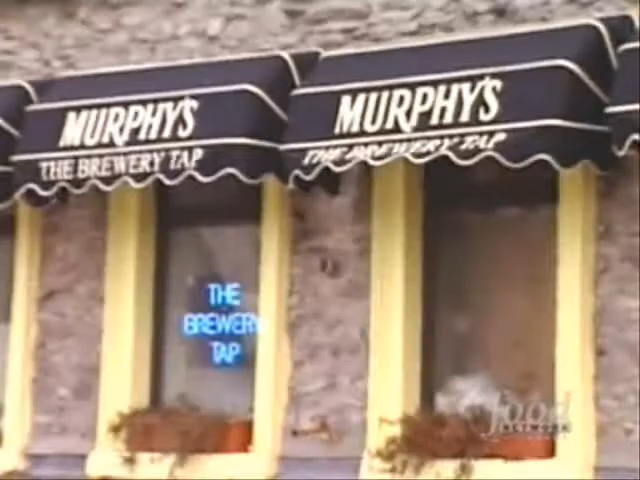 MURPHY'S
THE BREWERY TAP
MURPHY'S
THE BREWERY TAP
THE
BREWERY
TAP
food